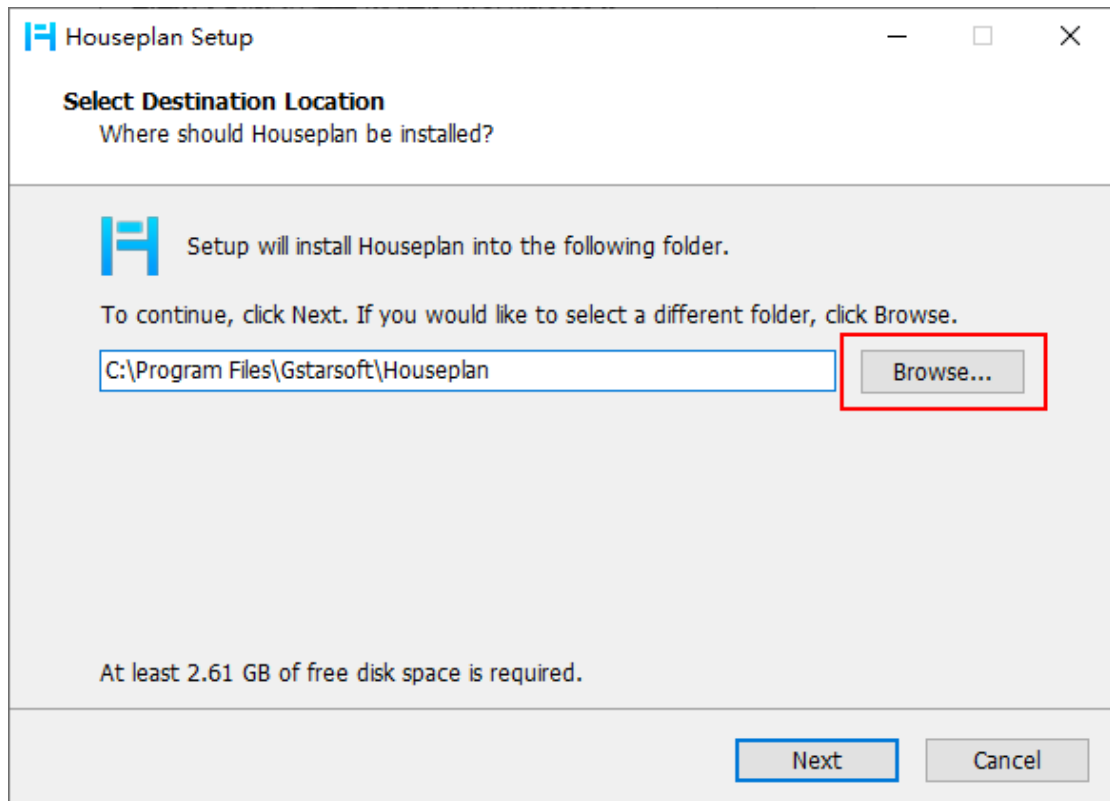 Houseplan Setup
Select Destination Location
Where should Houseplan be installed?
Setup will install Houseplan into the following folder.
To continue, click Next. If you would like to select a different folder, click Browse.
C:\Program Files\Gstarsoft\Houseplan
Browse...
At least 2.61 GB of free disk space is required.
Next
Cancel